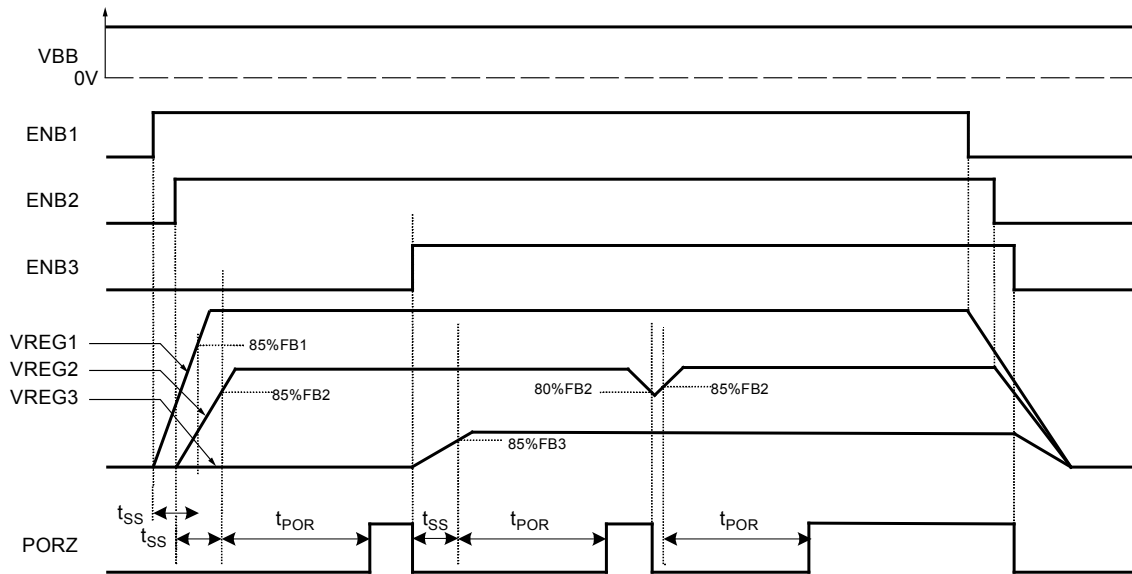 VBB
0V
ENB1
ENB2
ENB3
VREG1
85%FB1
VREG2
85%FB2
80%FB2
85%FB2
VREG3
85%FB3
tSS
tSS
tPOR
tSS
tPOR
tPOR
PORZ